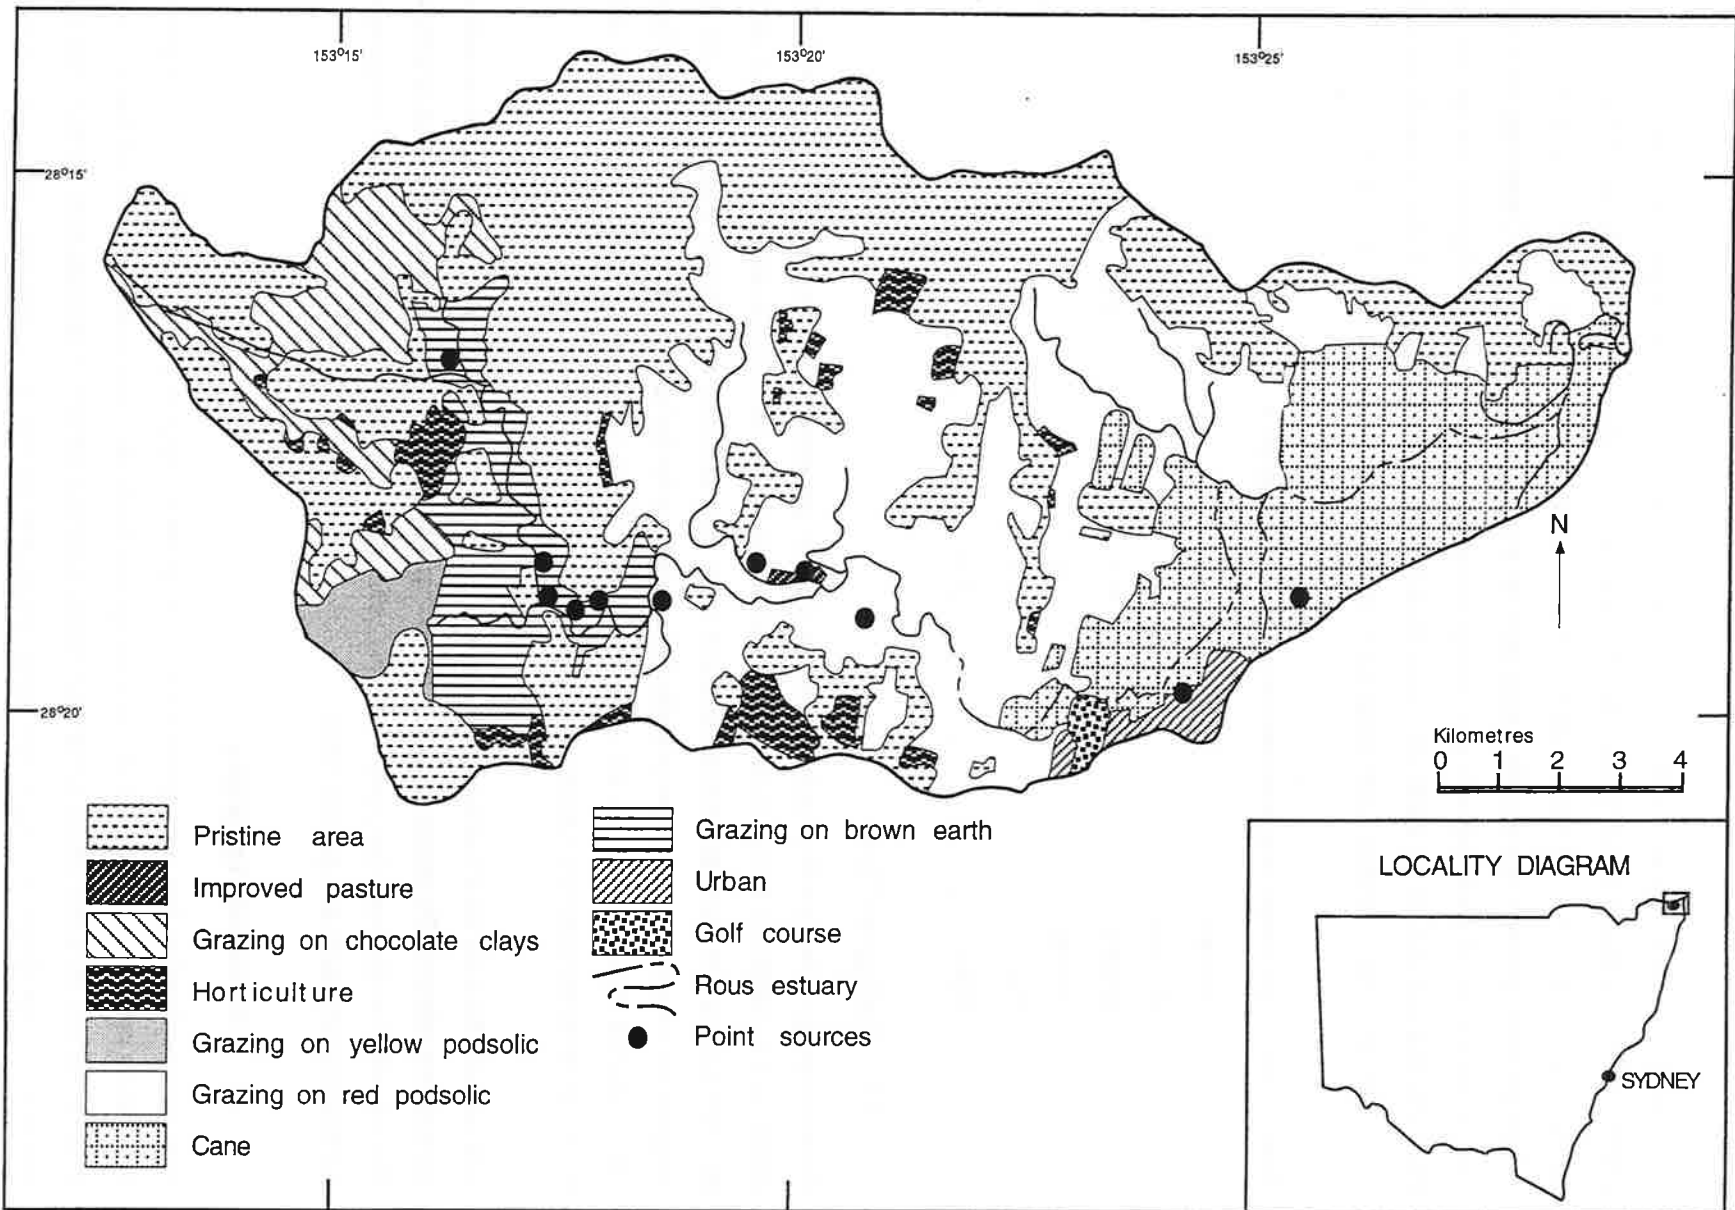 153°15'
153°20'
153°25'
28°15'
28°20'
N
Kilometres
0 1 2 3 4
Pristine area
Improved pasture
Grazing on chocolate clays
Horticulture
Grazing on yellow podsolic
Grazing on red podsolic
Cane
Grazing on brown earth
Urban
Golf course
Rous estuary
Point sources
LOCALITY DIAGRAM
SYDNEY